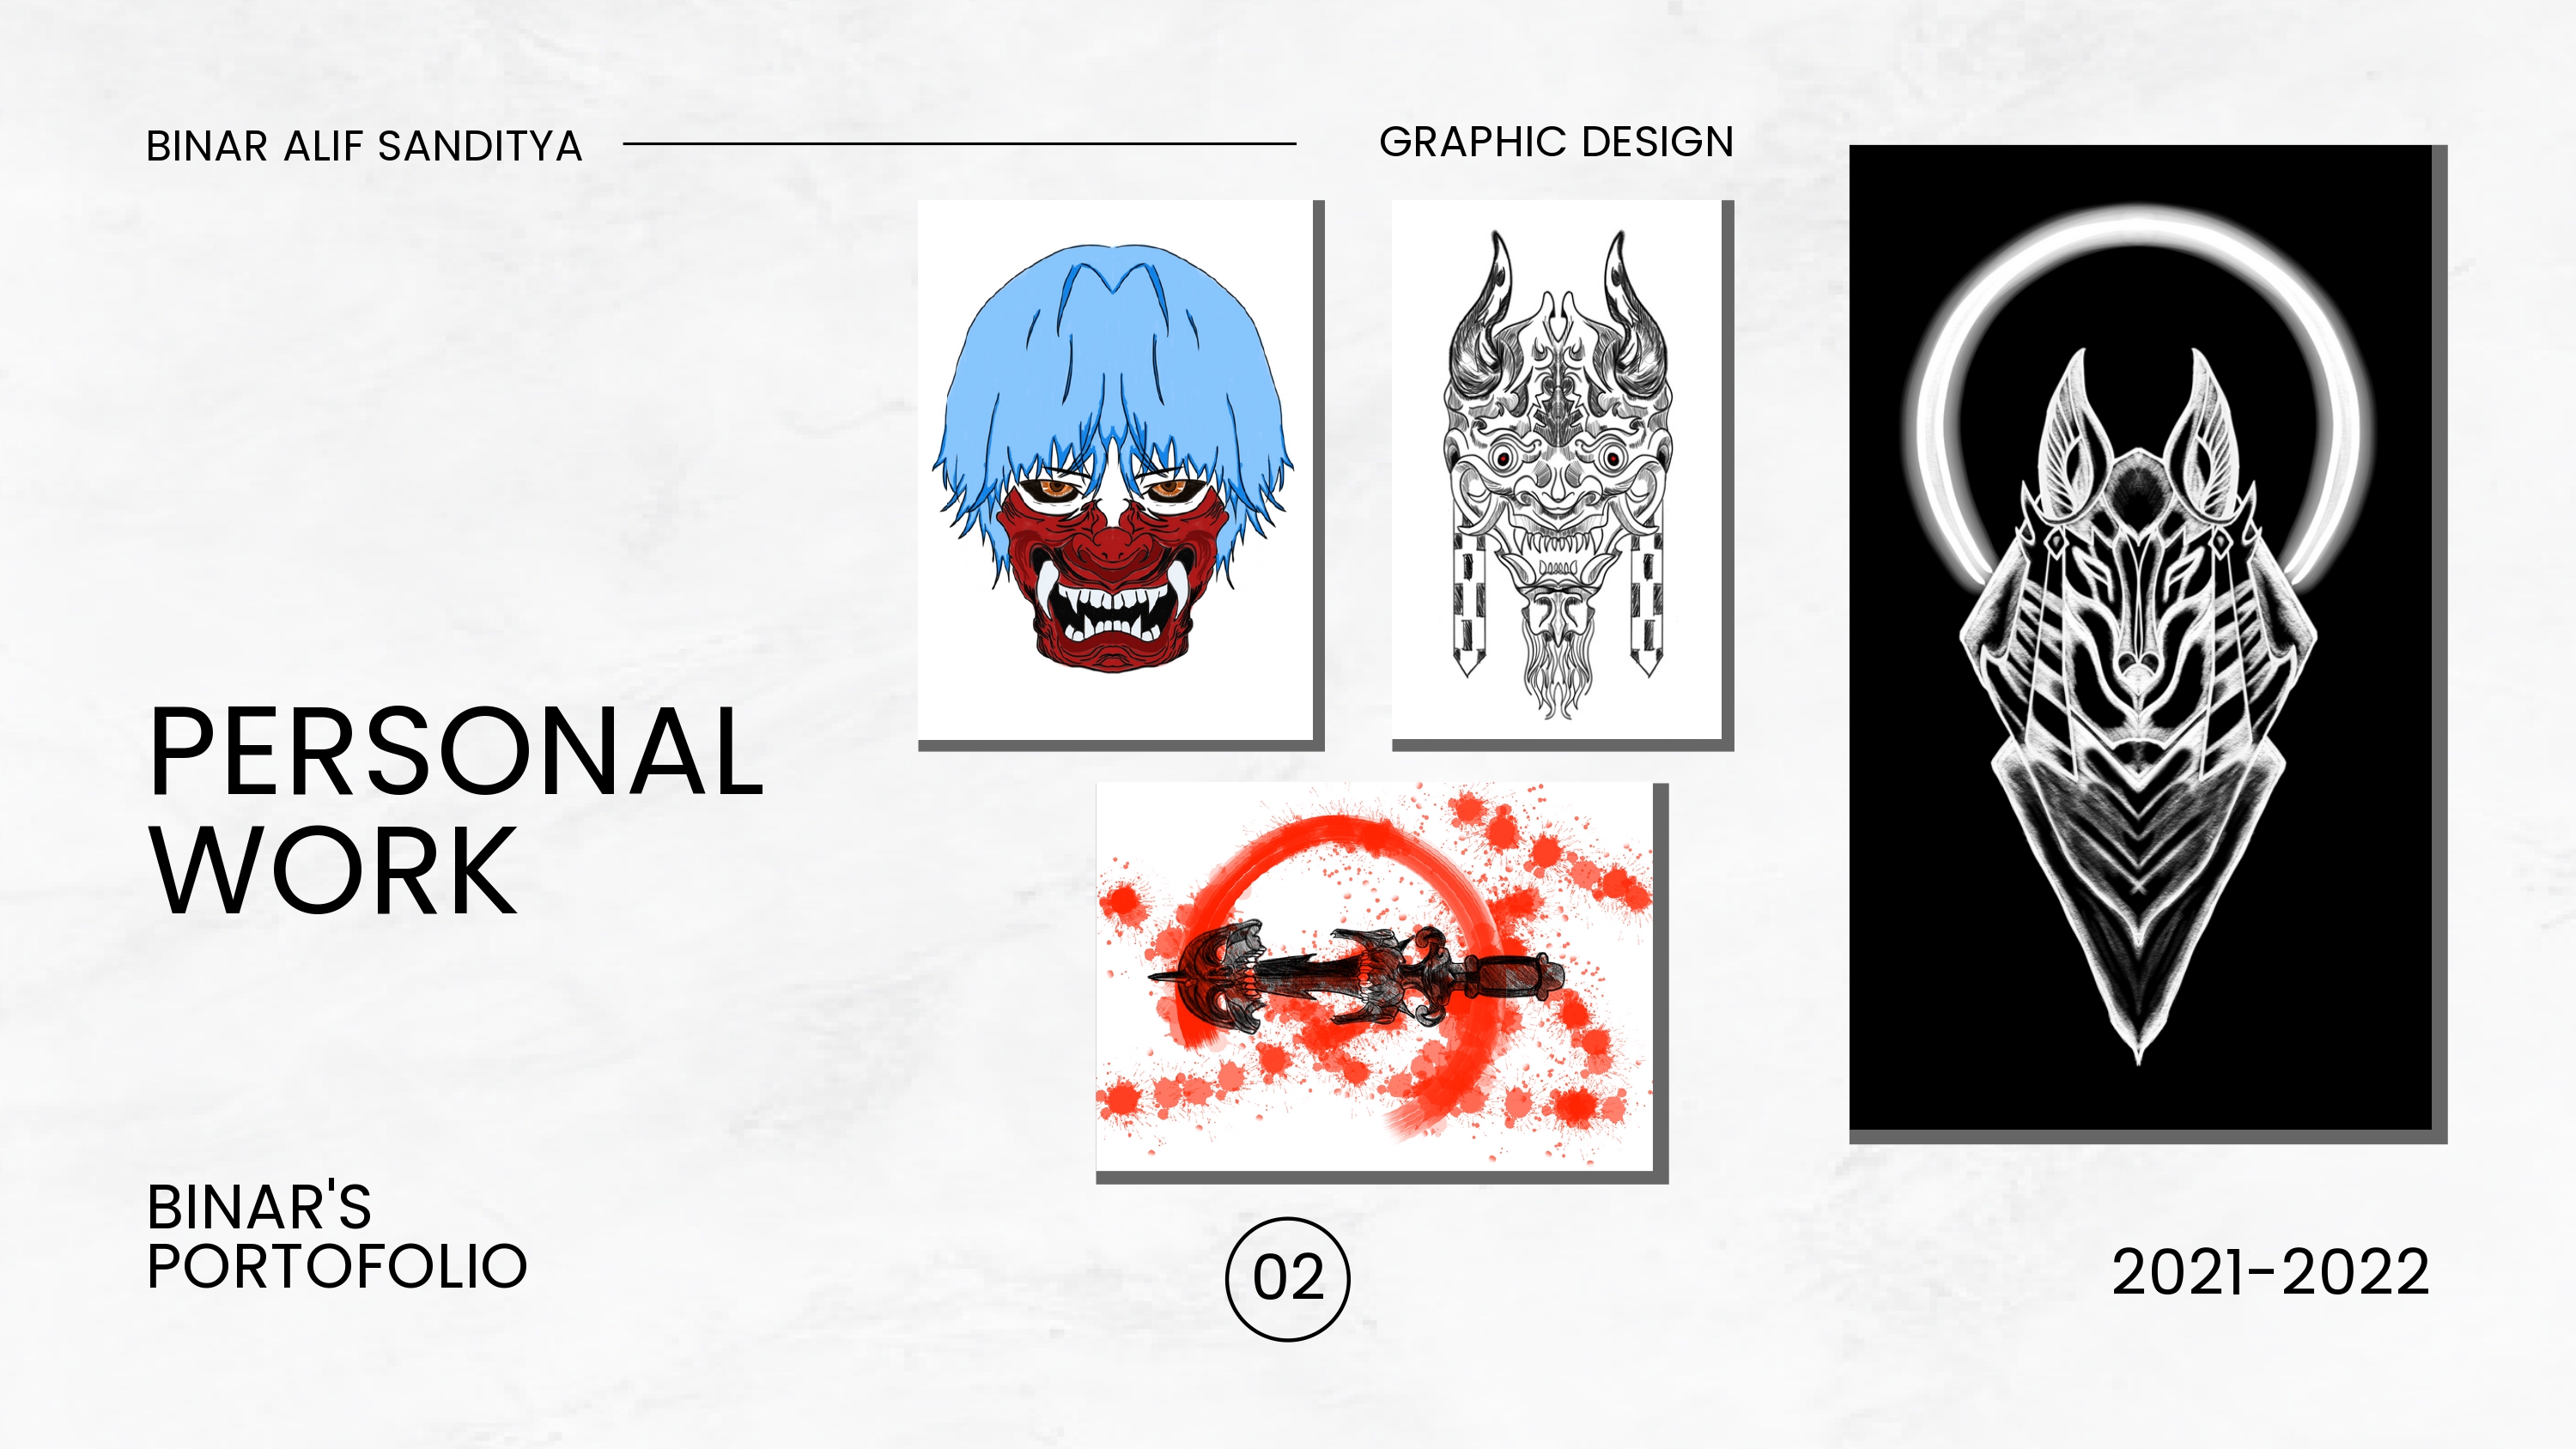 BINAR ALIF SANDITYA
GRAPHIC DESIGN
PERSONAL
WORK
BINAR'S
PORTOFOLIO
02
2021-2022